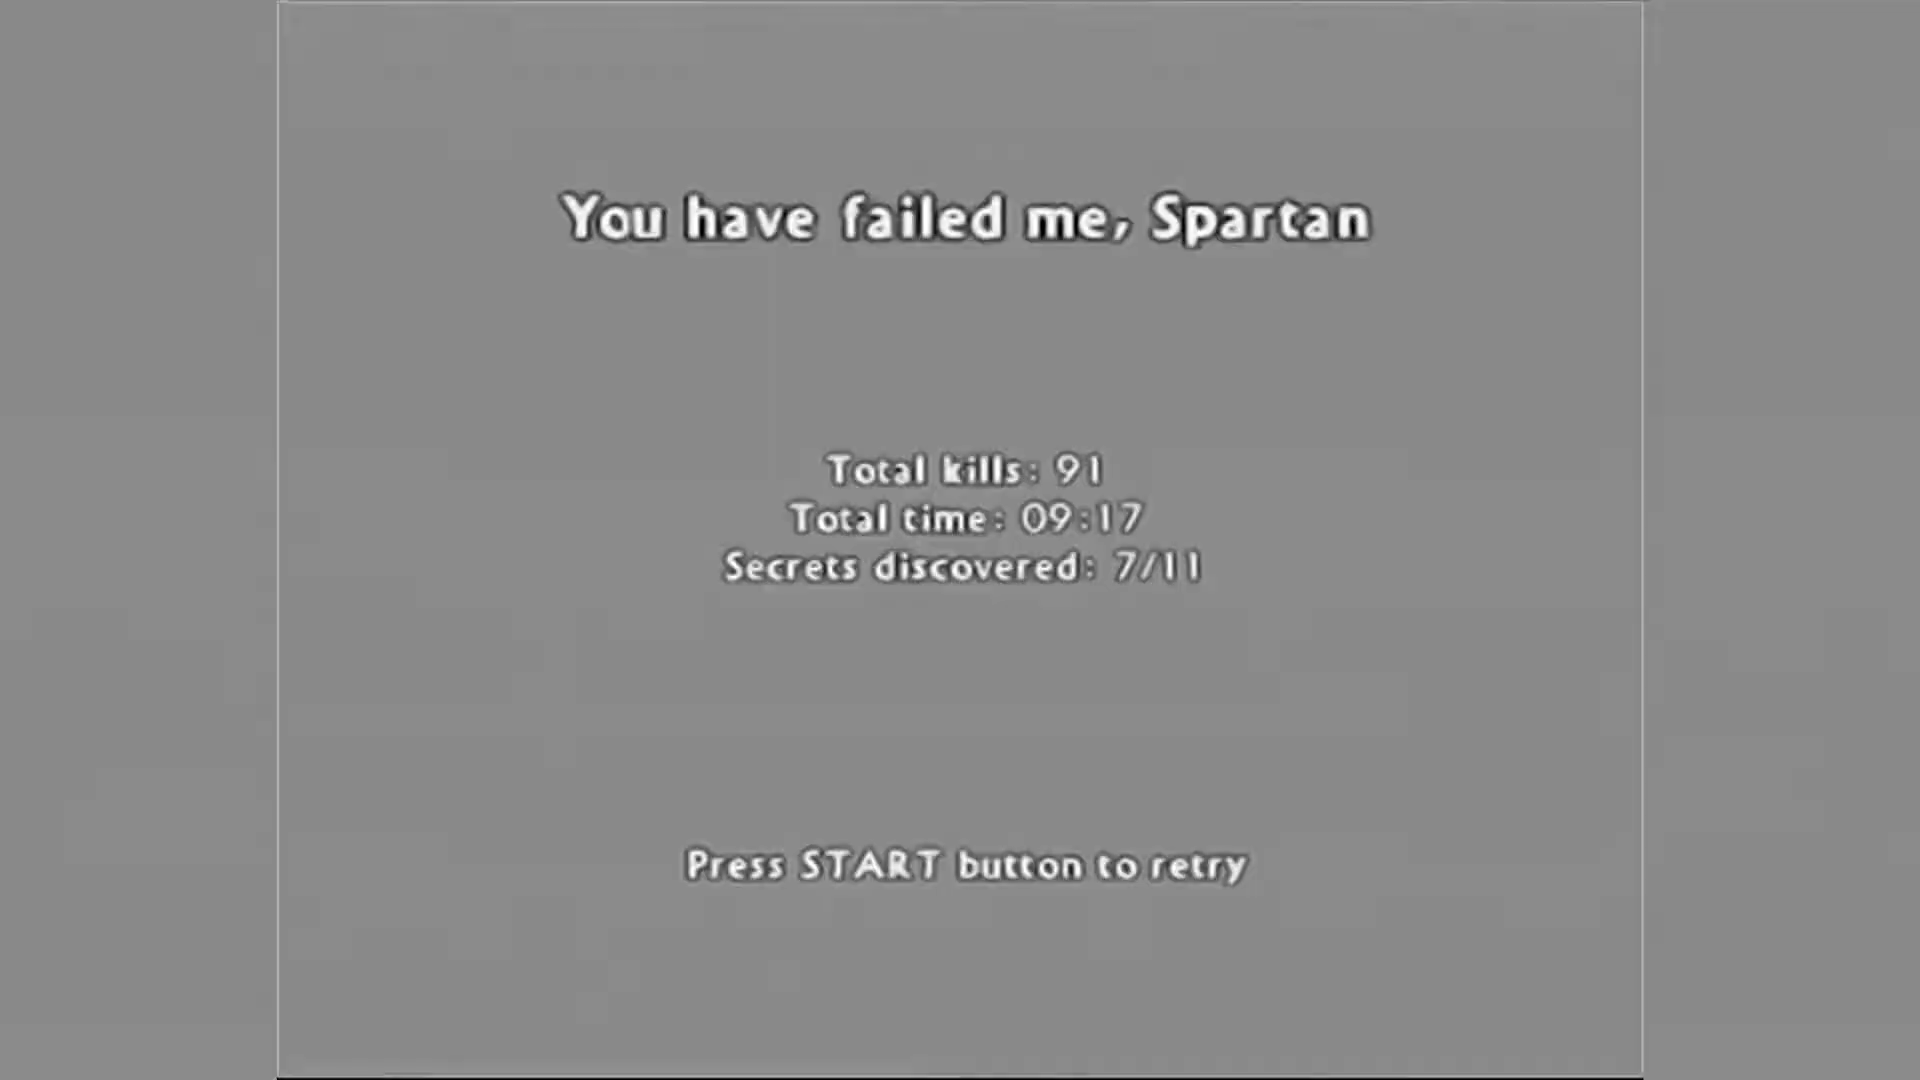 You have failed me, Spartan
Total kills: 91
Total time: 09:17
Secrets discovered: 7/11
Press START button to retry